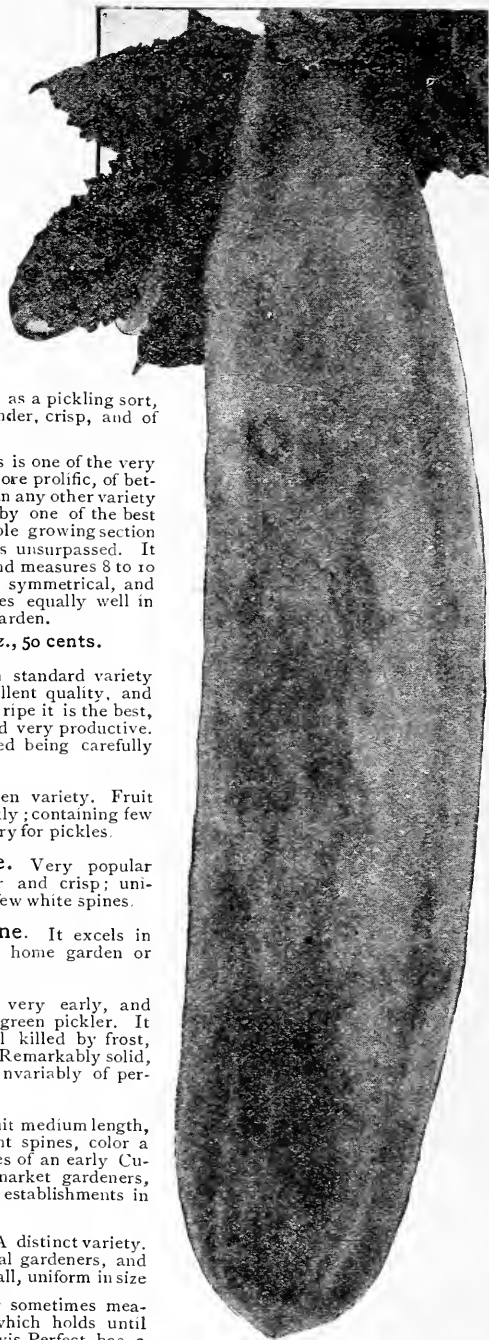 as a pickling sort,
nder, crisp, and of
s is one of the very
ore prolific, of bet-
n any other variety
by one of the best
ble growing section
s unsurpassed. It
nd measures 8 to 10
symmetrical, and
es equally well in
arden.
z., 50 cents.
standard variety
llent quality, and
ripe it is the best,
d very productive.
ed being carefully
en variety. Fruit
ly; containing few
ry for pickles.
e. Very popular
r and crisp; uni-
ew white spines.
ne. It excels in
home garden or
very early, and
green pickler. It
l killed by frost,
Remarkably solid,
nvariably of per-
uit medium length,
nt spines, color a
es of an early Cu-
market gardeners,
establishments in
A distinct variety.
al gardeners, and
all, uniform in size
sometimes mea-
which holds until